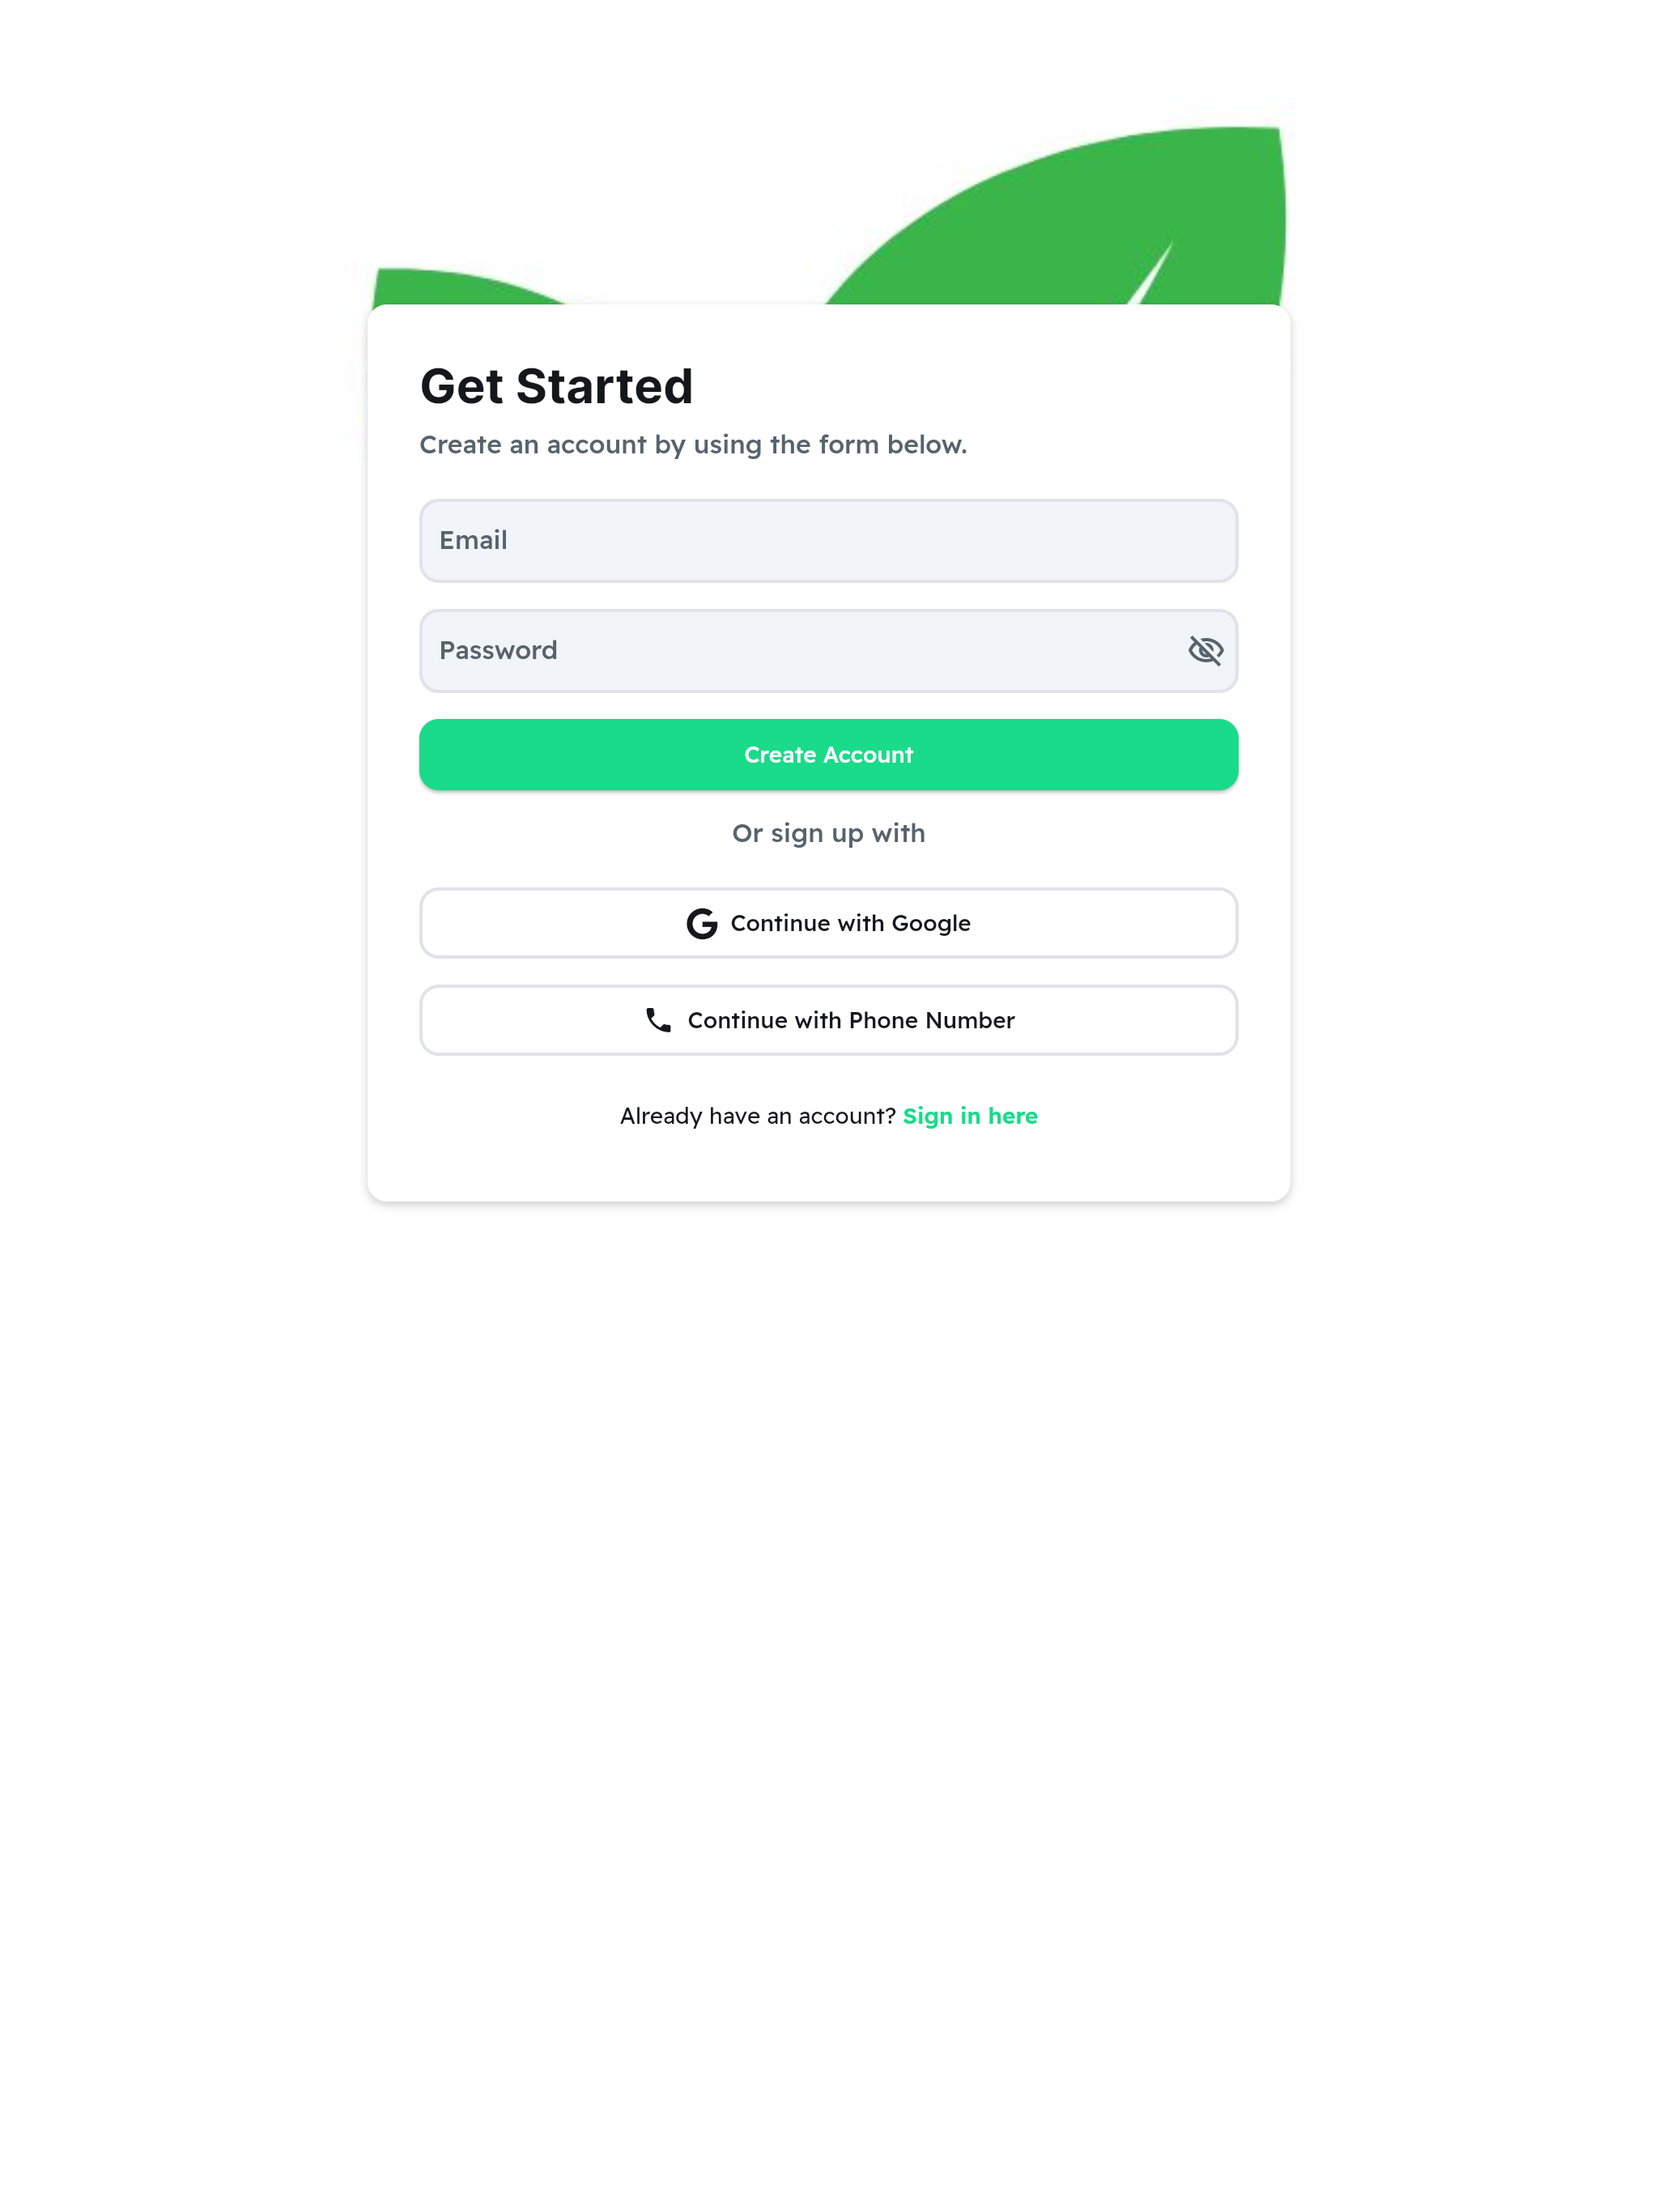 Get Started
Create an account by using the form below.
Email
Password
Create Account
Or sign up with
Continue with Google
Continue with Phone Number
Already have an account? Sign in here